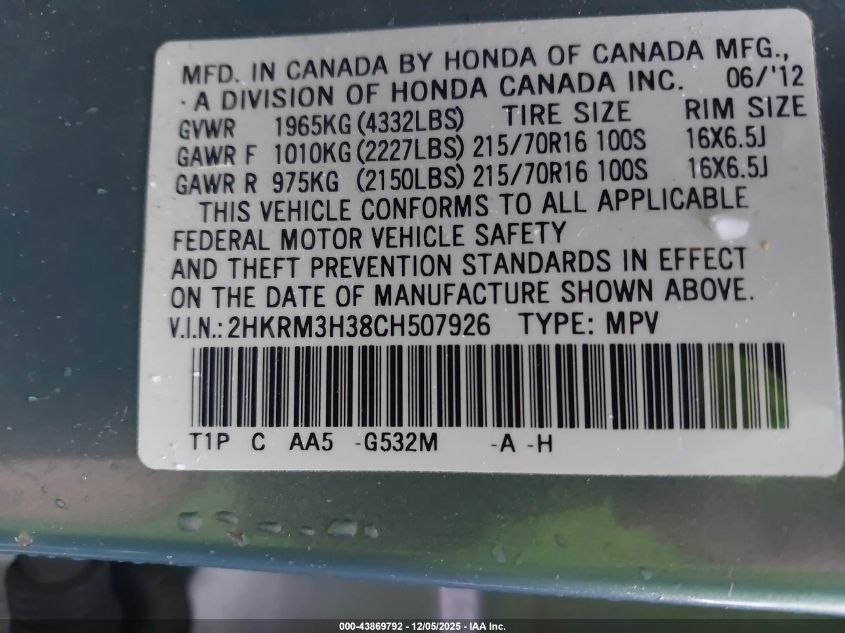 MFD. IN CANADA BY HONDA OF CANADA MFG.,
· A DIVISION OF HONDA CANADA INC. 06/'12
GVWR 1965KG (4332LBS) TIRE SIZE RIM SIZE
GAWR F 1010KG (2227LBS) 215/70R16 100S 16X6.5J
GAWR R 975KG (2150LBS) 215/70R16 100S 16X6.5J
THIS VEHICLE CONFORMS TO ALL APPLICABLE
FEDERAL MOTOR VEHICLE SAFETY
AND THEFT PREVENTION STANDARDS IN EFFECT
ON THE DATE OF MANUFACTURE SHOWN ABOVE.
V.I.N.: 2HKRM3H38CH507926 TYPE: MPV
T1P C AA5 -G532M -A -H
000-43869792 - 12/05/2025 - IAA Inc.